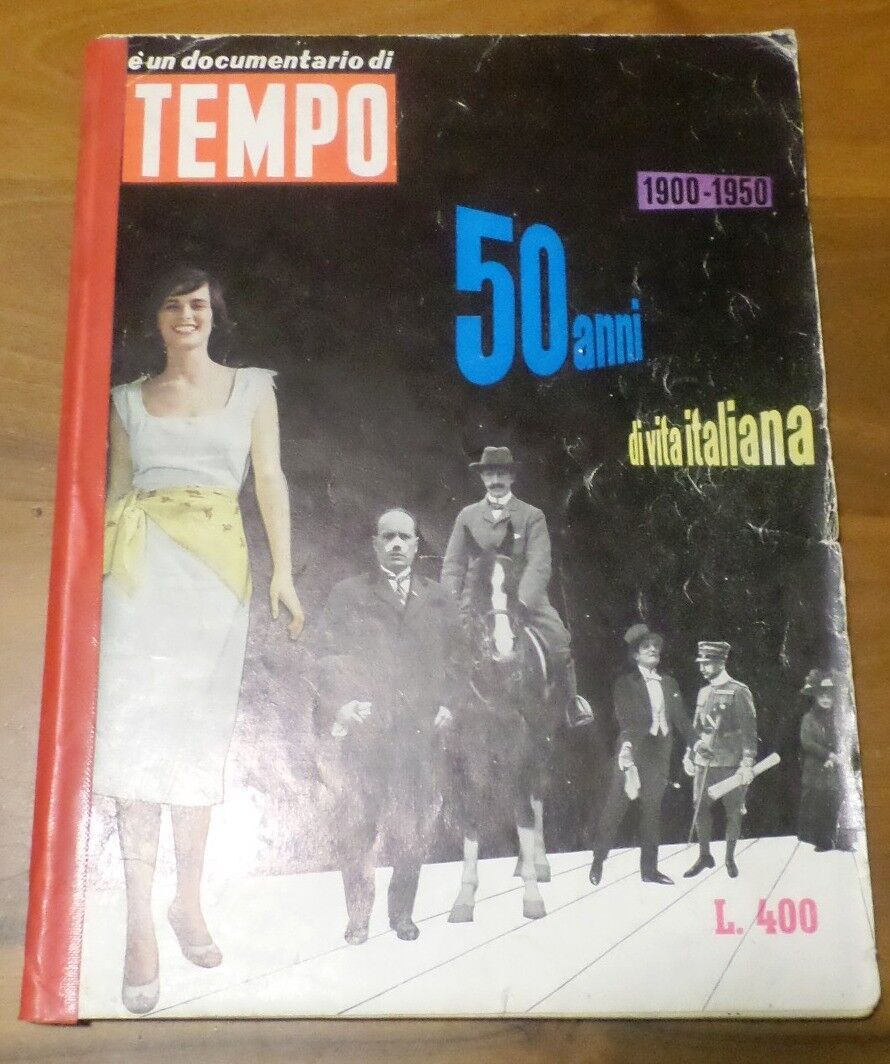 è un documentario di
TEMPO
1900-1950
50 anni
di vita italiana
L. 400